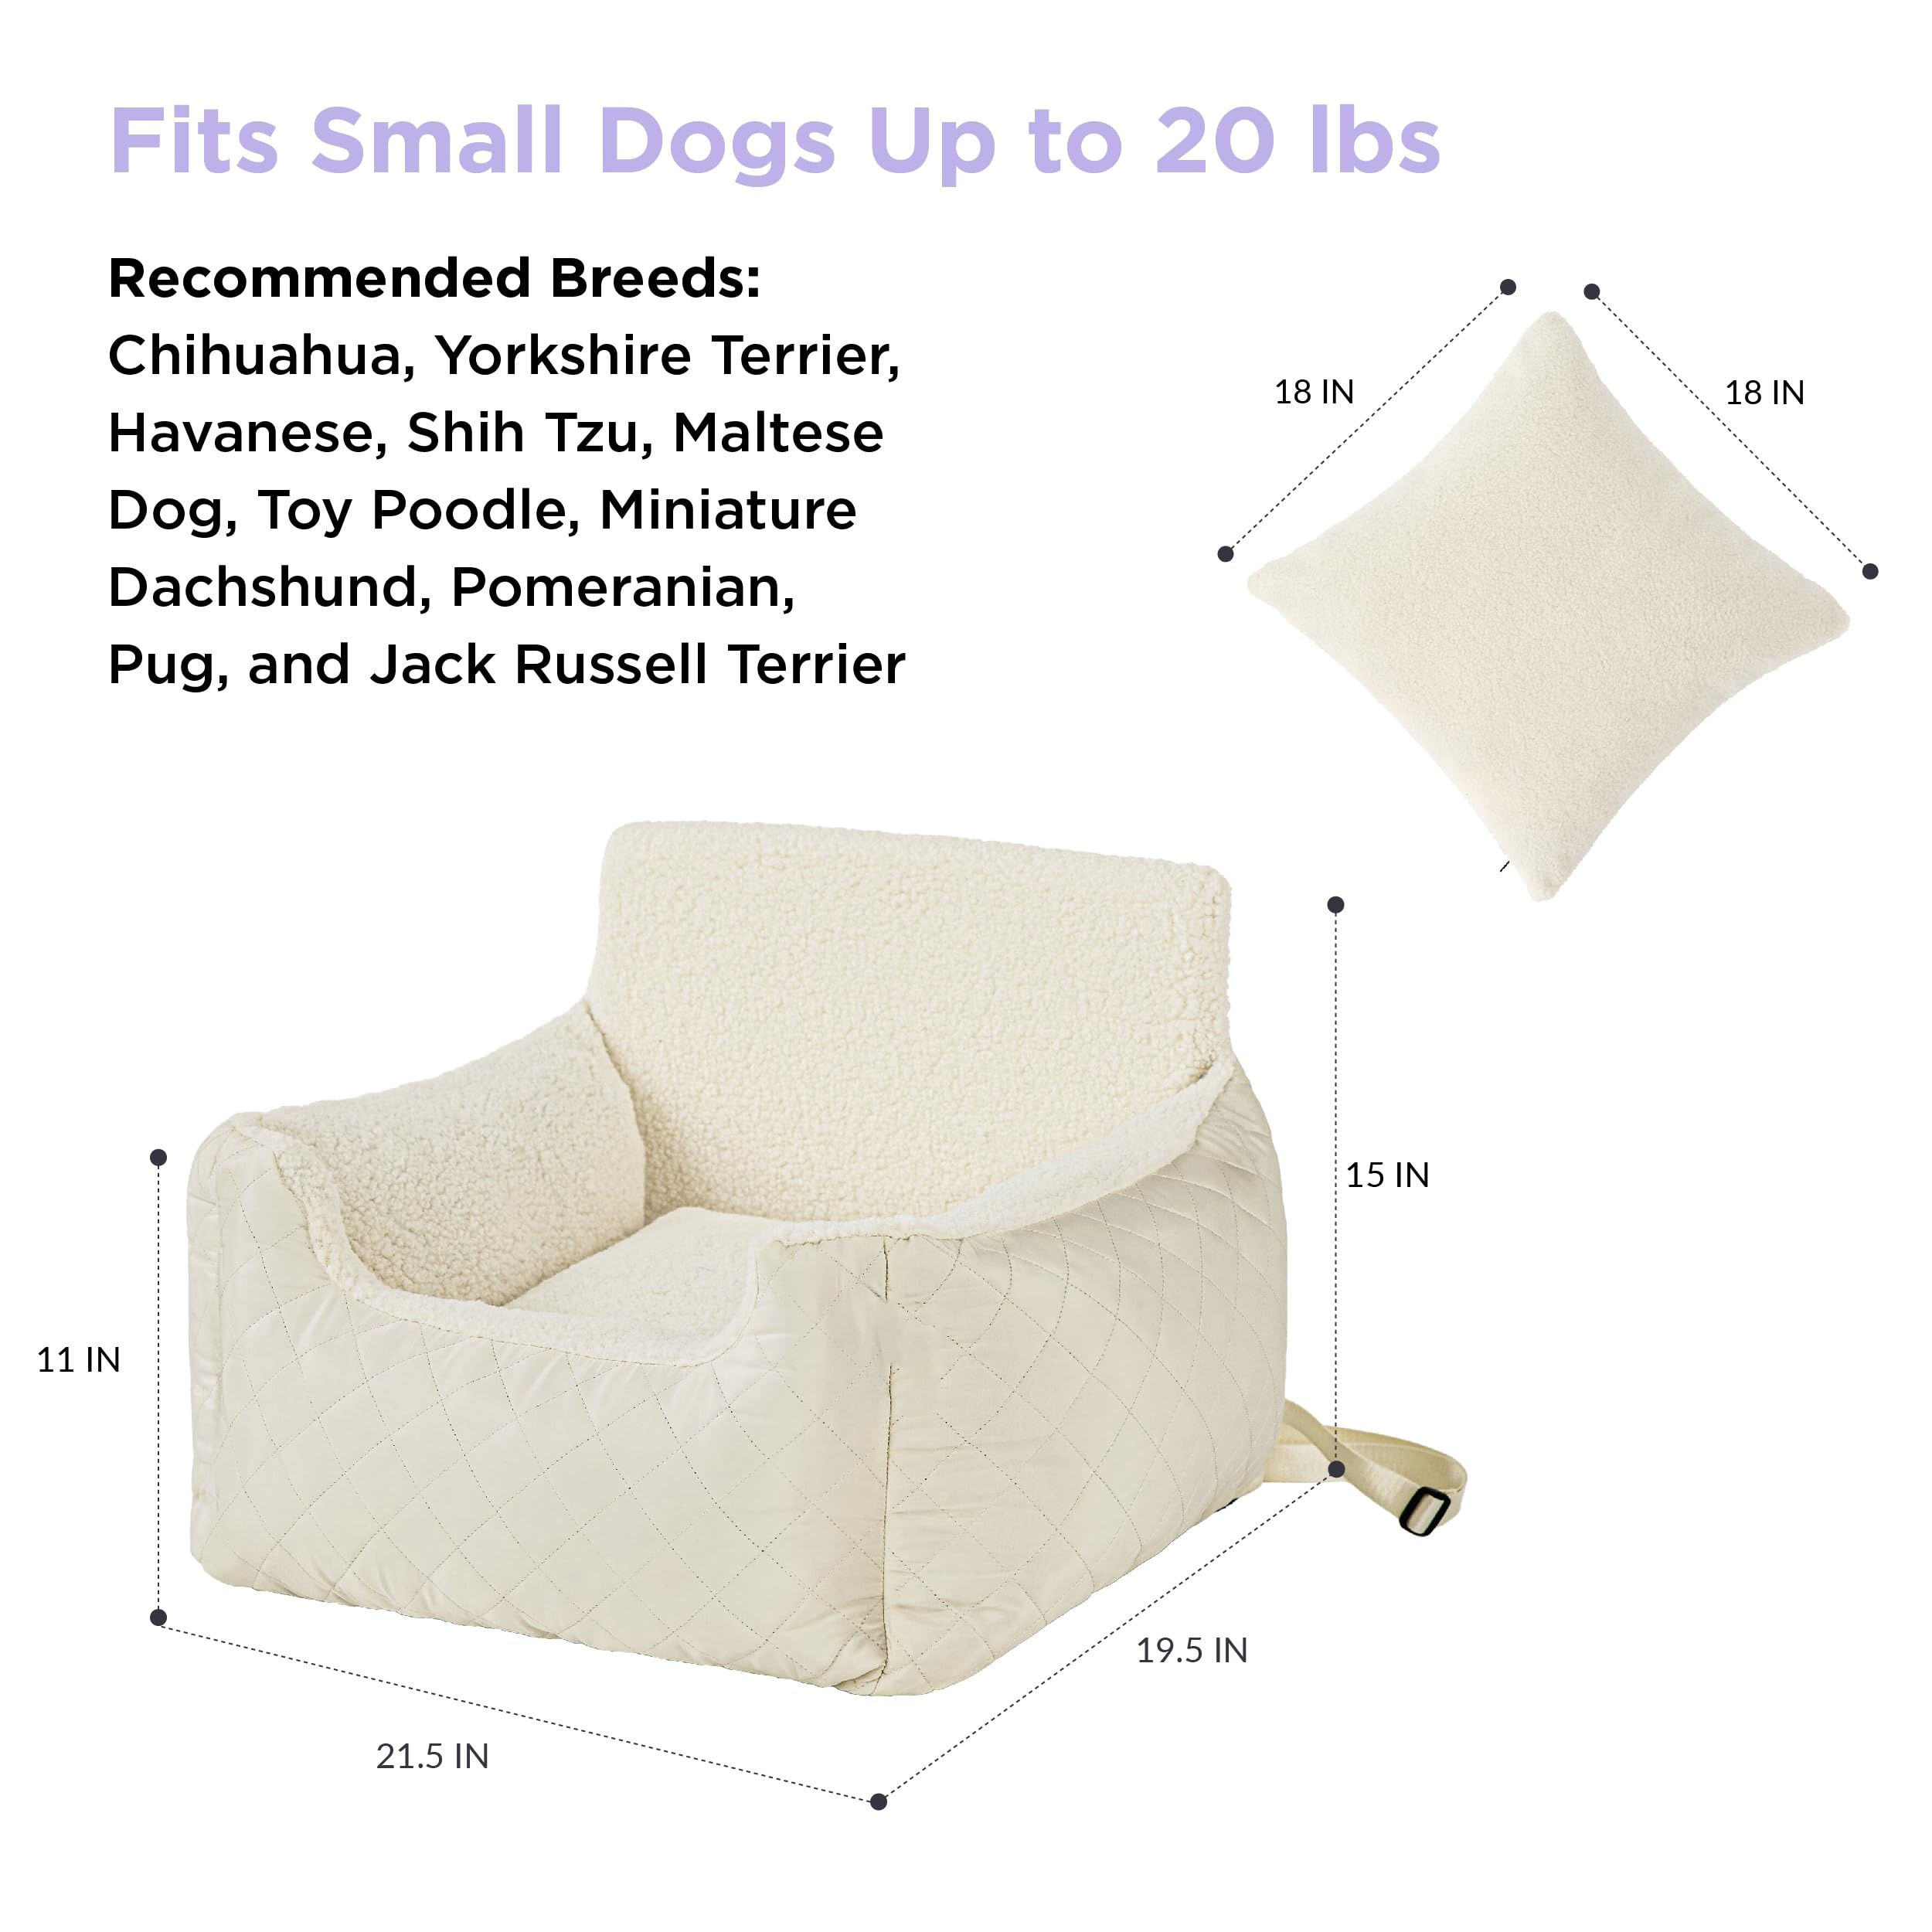 Fits Small Dogs Up to 20 lbs
Recommended Breeds:
Chihuahua, Yorkshire Terrier,
Havanese, Shih Tzu, Maltese
Dog, Toy Poodle, Miniature
Dachshund, Pomeranian,
Pug, and Jack Russell Terrier
18 IN
18 IN
15 IN
11 IN
19.5 IN
21.5 IN